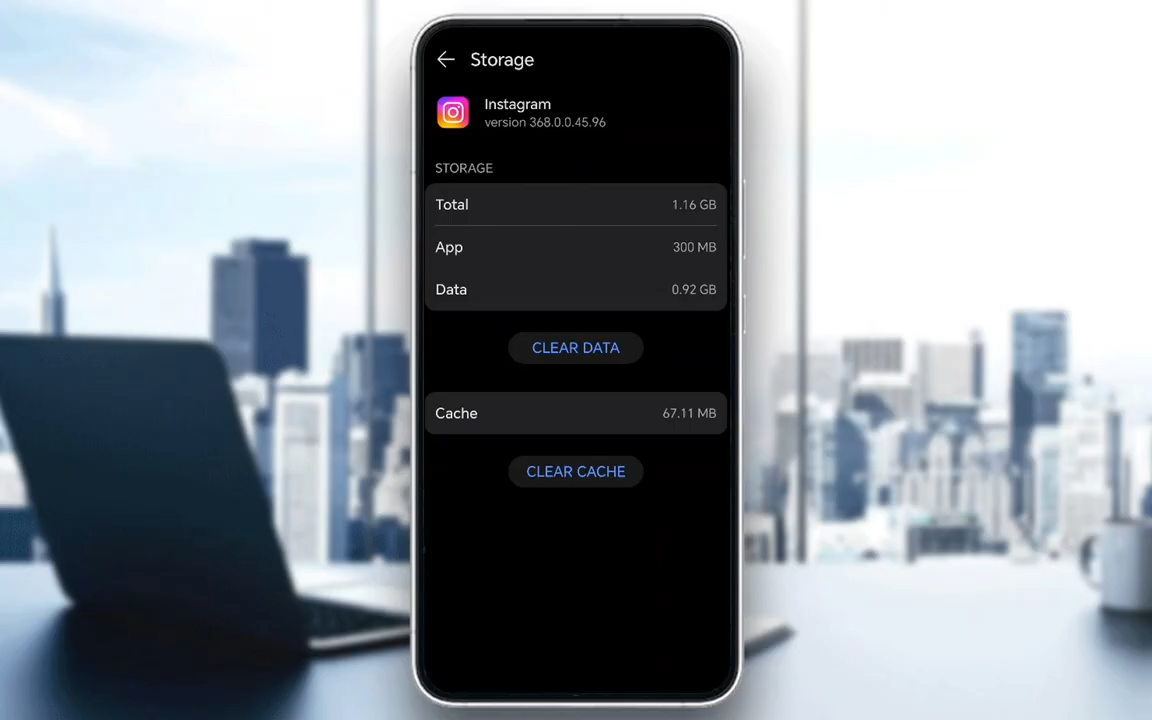 Storage
Instagram
version 368.0.0.45.96
STORAGE
Total 1.16 GB
App 300 MB
Data 0.92 GB
CLEAR DATA
Cache 67.11 MB
CLEAR CACHE